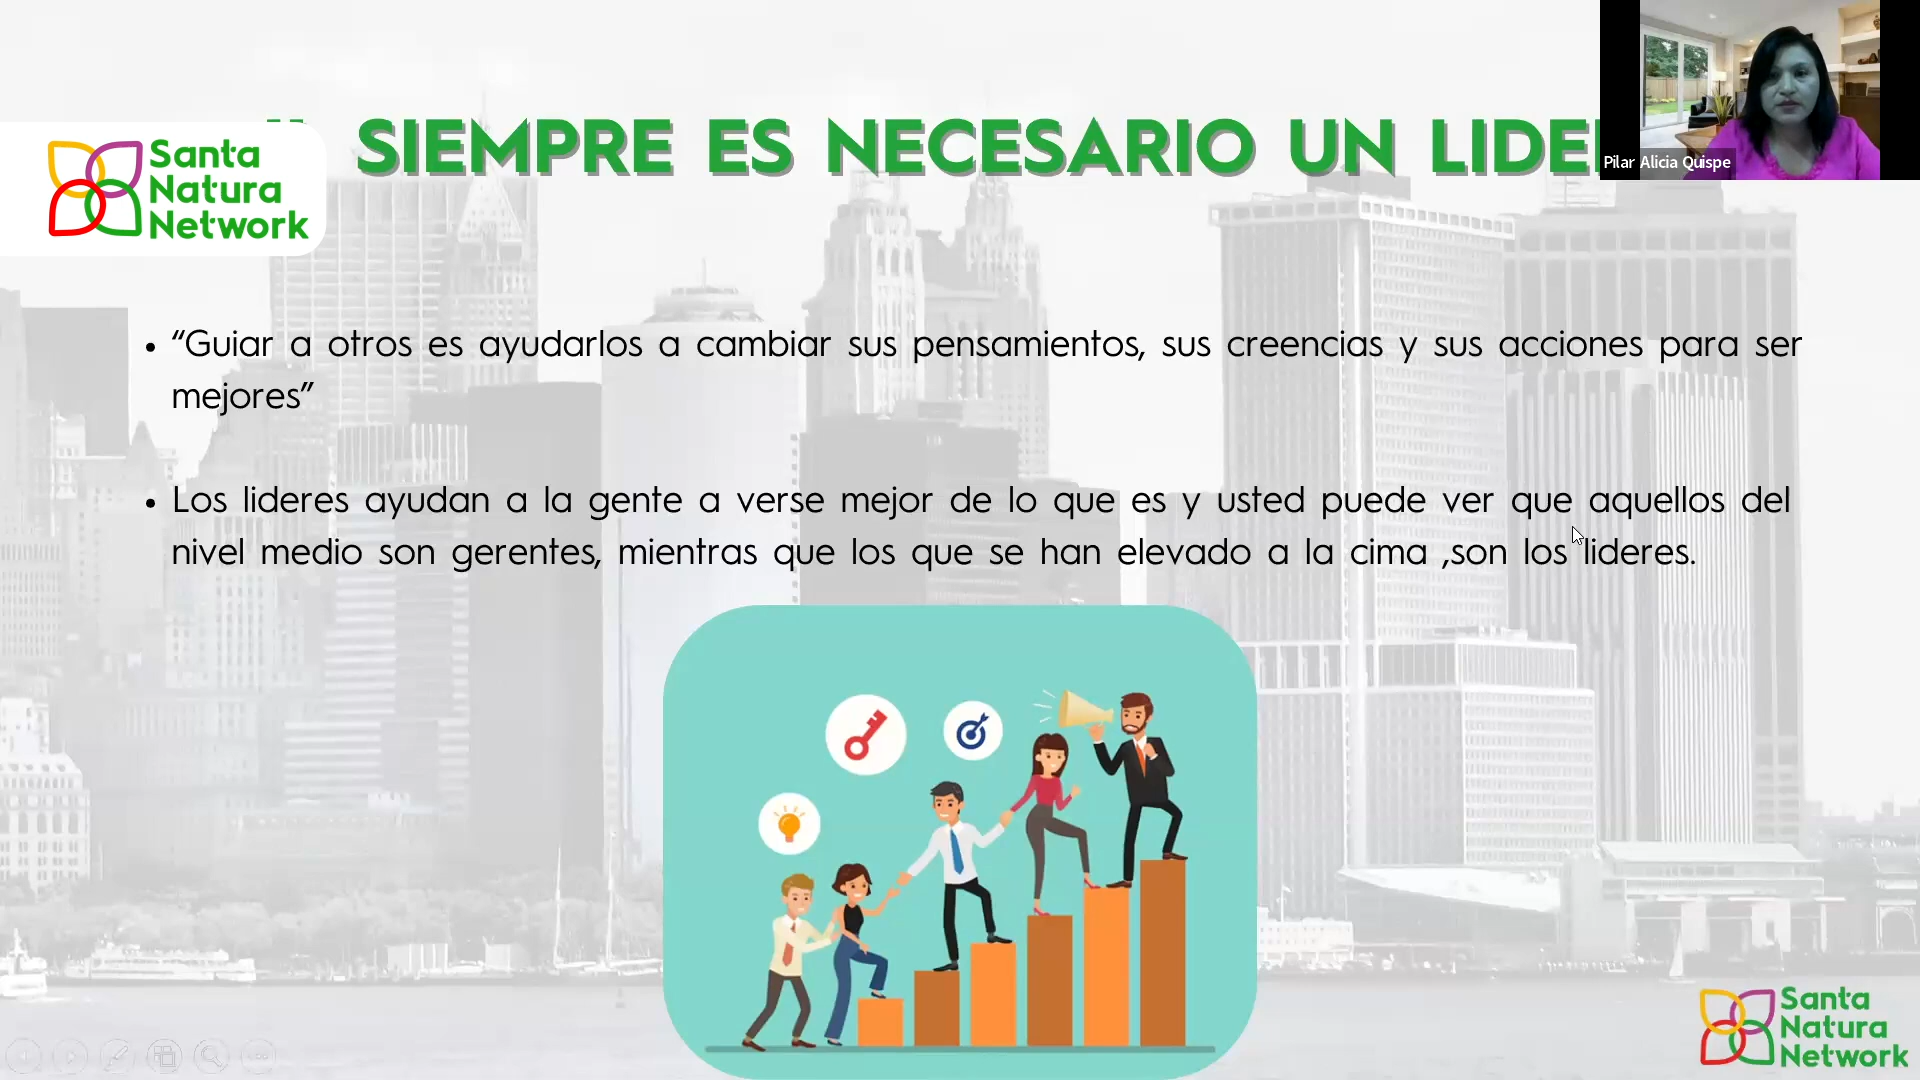 SIEMPRE ES NECESARIO UN LIDE
Pilar Alicia Quispe
Santa
Natura
Network
• “Guiar a otros es ayudarlos a cambiar sus pensamientos, sus creencias y sus acciones para ser
mejores”
• Los lideres ayudan a la gente a verse mejor de lo que es y usted puede ver que aquellos del
nivel medio son gerentes, mientras que los que se han elevado a la cima ,son los lideres.
Santa
Natura
Network